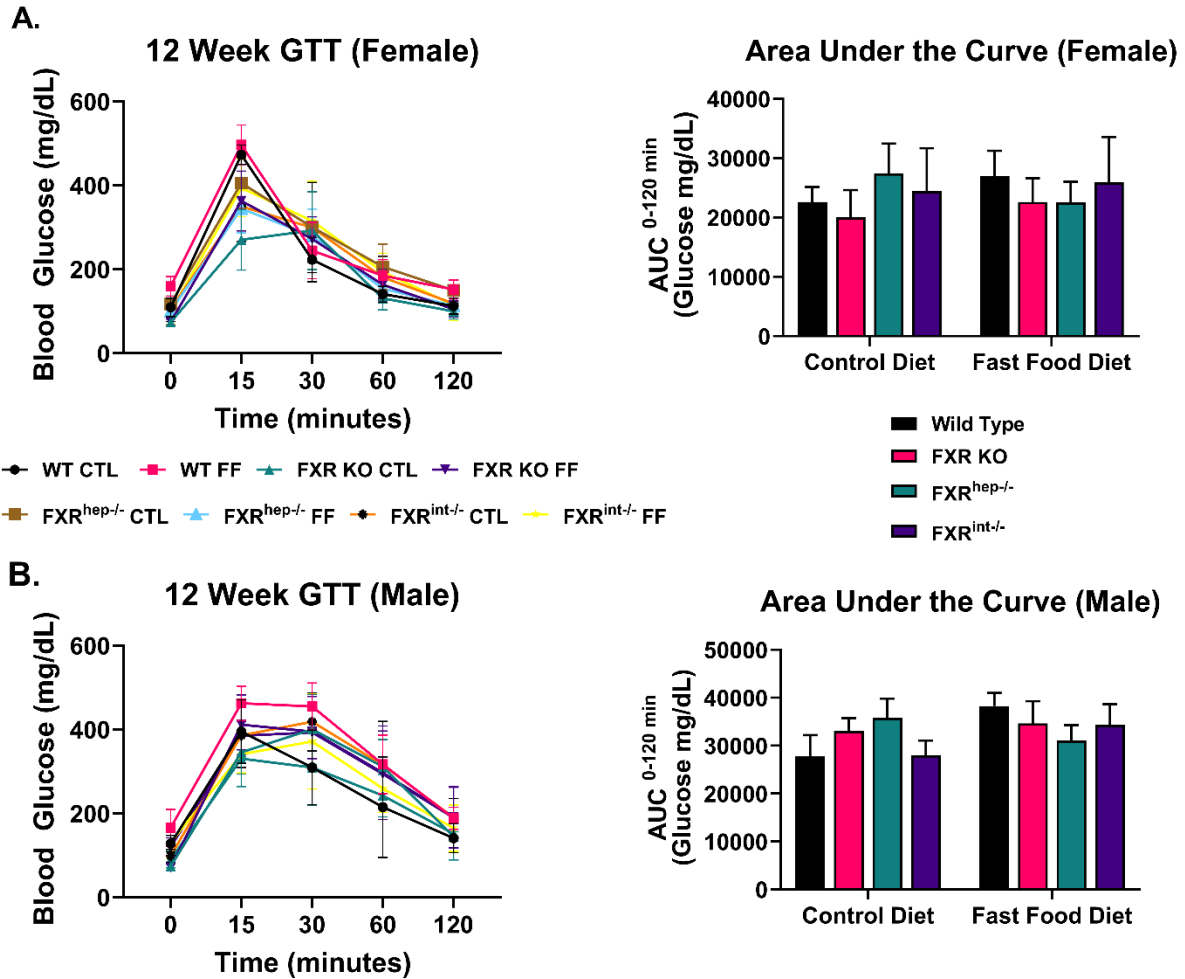 A.
12 Week GTT (Female)
Blood Glucose (mg/dL)
600
400
200
0
0 15 30 60 120
Time (minutes)
Area Under the Curve (Female)
AUC 0-120 min
(Glucose mg/dL)
40000
30000
20000
10000
0
Control Diet Fast Food Diet
WT CTL WT FF FXR KO CTL FXR KO FF
FXRhep-/- CTL FXRhep-/- FF FXRint-/- CTL FXRint-/- FF
Wild Type
FXR KO
FXRhep-/-
FXRint-/-
B.
12 Week GTT (Male)
Blood Glucose (mg/dL)
600
400
200
0
0 15 30 60 120
Time (minutes)
Area Under the Curve (Male)
AUC 0-120 min
(Glucose mg/dL)
50000
40000
30000
20000
10000
0
Control Diet Fast Food Diet